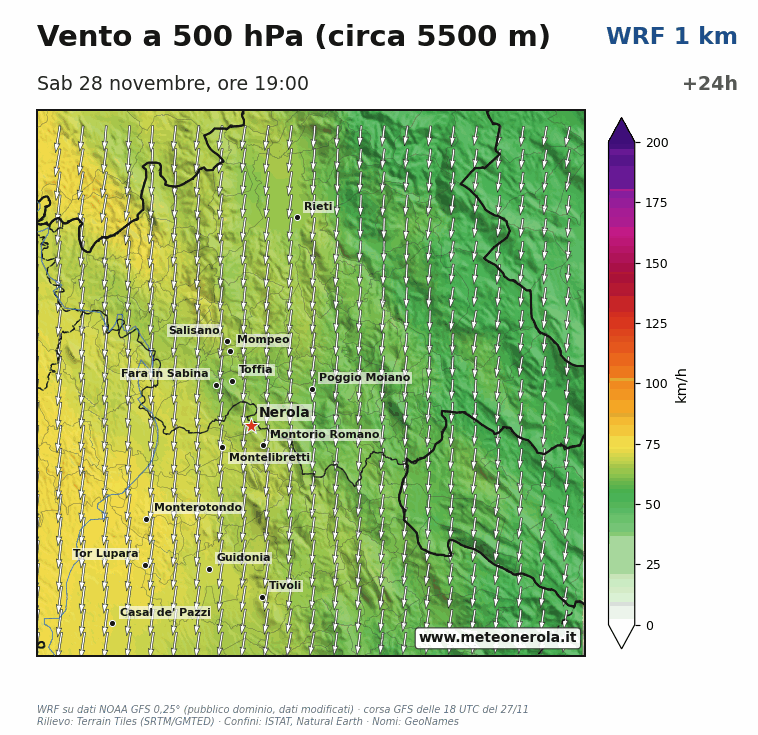 Vento a 500 hPa (circa 5500 m)
WRF 1 km
Sab 28 novembre, ore 19:00
+24h
Rieti
Salisano
Mompeo
Fara in Sabina
Toffia
Poggio Moiano
Nerola
Montorio Romano
Montelibretti
Monterotondo
Tor Lupara
Guidonia
Tivoli
Casal de' Pazzi
www.meteonerola.it
200
175
150
125
100
75
50
25
0
km/h
WRF su dati NOAA GFS 0,25° (pubblico dominio, dati modificati) · corsa GFS delle 18 UTC del 27/11
Rilievo: Terrain Tiles (SRTM/GMTED) · Confini: ISTAT, Natural Earth · Nomi: GeoNames